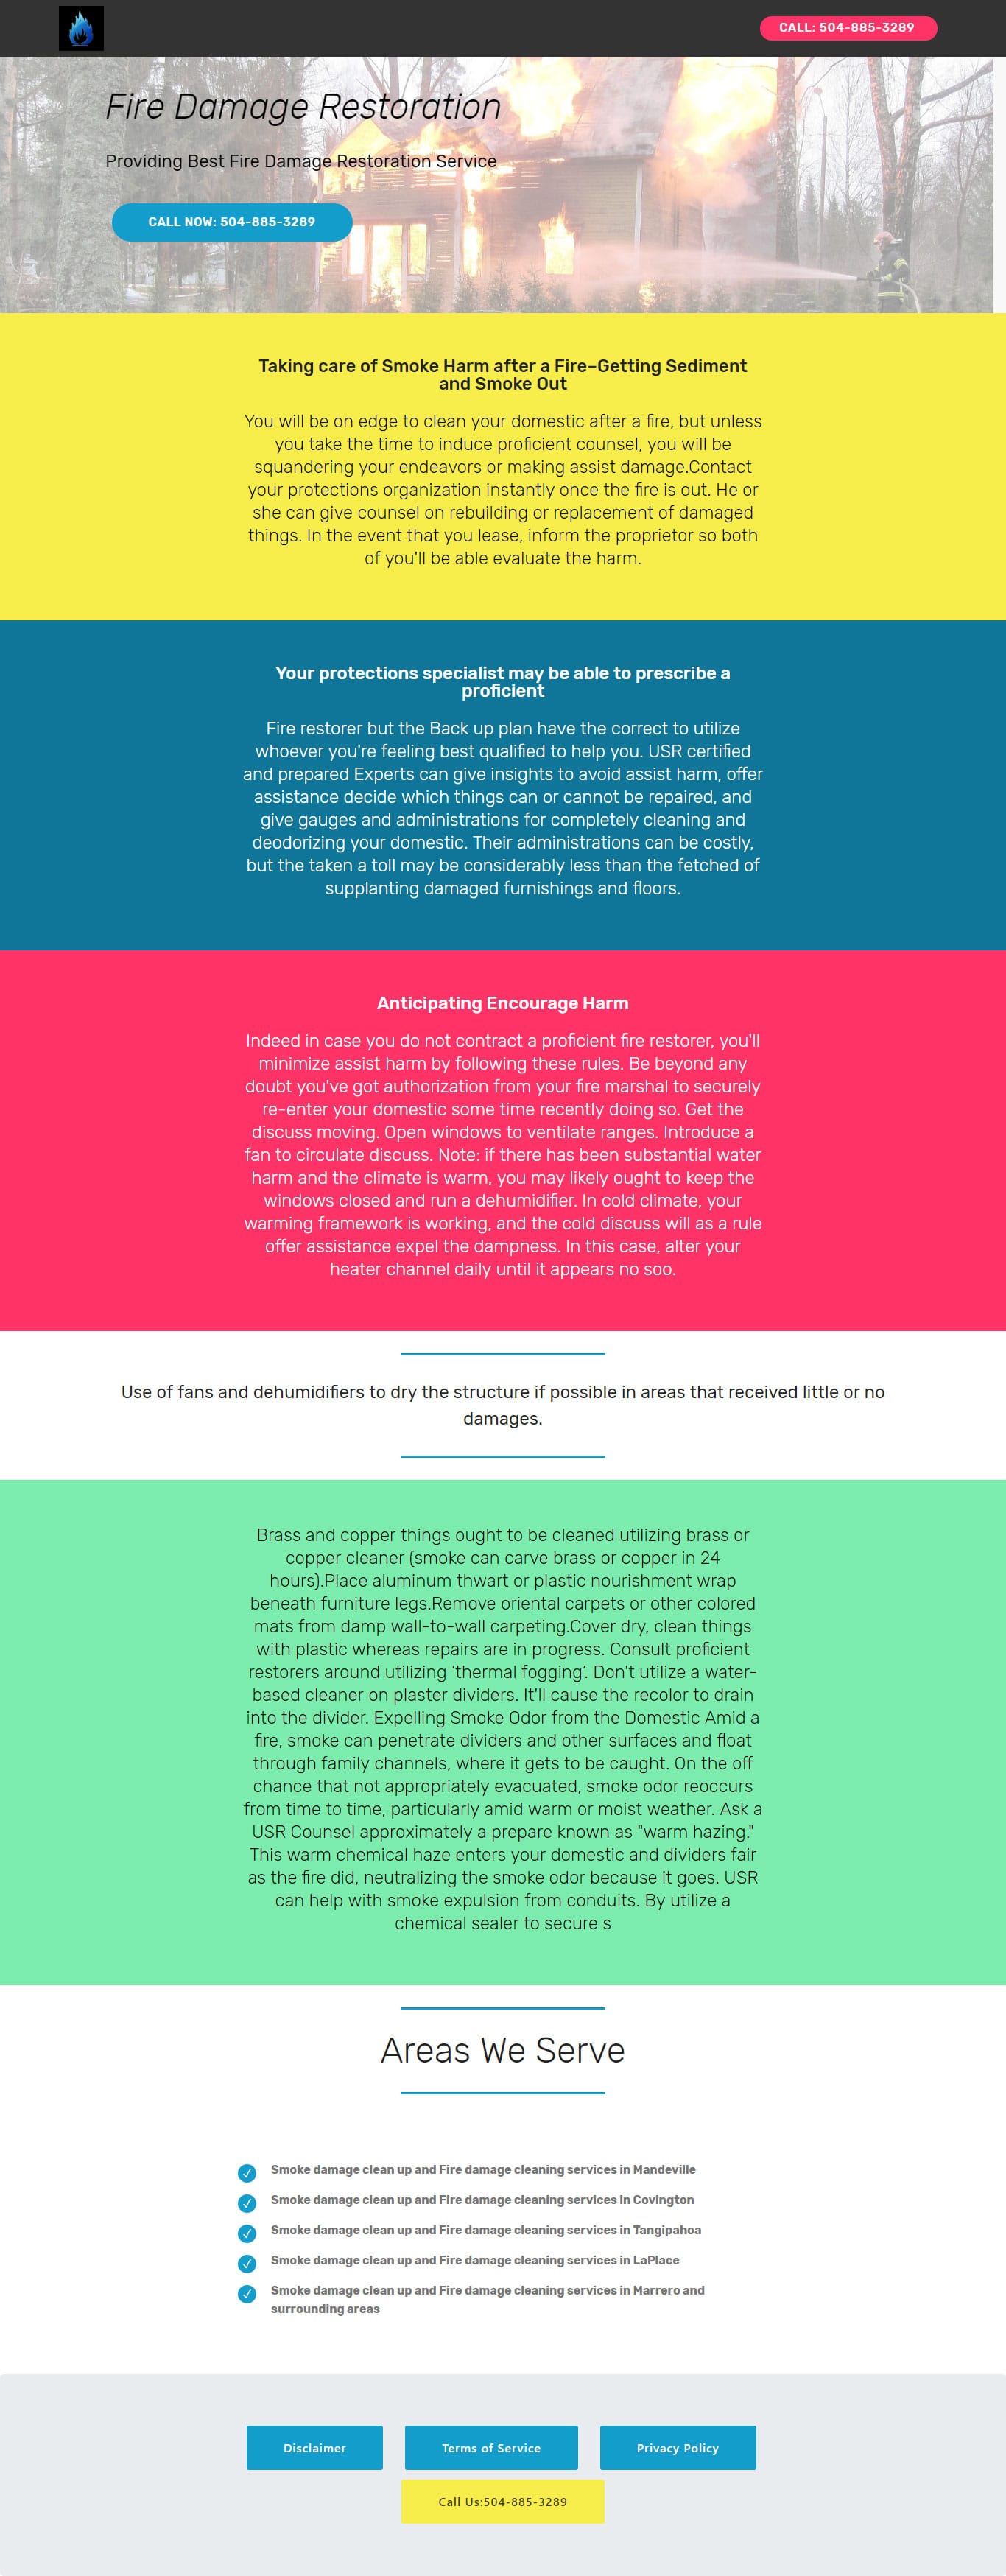 CALL: 504-885-3289
Fire Damage Restoration
Providing Best Fire Damage Restoration Service
CALL NOW: 504-885-3289
Taking care of Smoke Harm after a Fire–Getting Sediment
and Smoke Out
You will be on edge to clean your domestic after a fire, but unless
you take the time to induce proficient counsel, you will be
squandering your endeavors or making assist damage.Contact
your protections organization instantly once the fire is out. He or
she can give counsel on rebuilding or replacement of damaged
things. In the event that you lease, inform the proprietor so both
of you'll be able evaluate the harm.
Your protections specialist may be able to prescribe a
proficient
Fire restorer but the Back up plan have the correct to utilize
whoever you're feeling best qualified to help you. USR certified
and prepared Experts can give insights to avoid assist harm, offer
assistance decide which things can or cannot be repaired, and
give gauges and administrations for completely cleaning and
deodorizing your domestic. Their administrations can be costly,
but the taken a toll may be considerably less than the fetched of
supplanting damaged furnishings and floors.
Anticipating Encourage Harm
Indeed in case you do not contract a proficient fire restorer, you'll
minimize assist harm by following these rules. Be beyond any
doubt you've got authorization from your fire marshal to securely
re-enter your domestic some time recently doing so. Get the
discuss moving. Open windows to ventilate ranges. Introduce a
fan to circulate discuss. Note: if there has been substantial water
harm and the climate is warm, you may likely ought to keep the
windows closed and run a dehumidifier. In cold climate, your
warming framework is working, and the cold discuss will as a rule
offer assistance expel the dampness. In this case, alter your
heater channel daily until it appears no soo.
Use of fans and dehumidifiers to dry the structure if possible in areas that received little or no
damages.
Brass and copper things ought to be cleaned utilizing brass or
copper cleaner (smoke can carve brass or copper in 24
hours).Place aluminum thwart or plastic nourishment wrap
beneath furniture legs.Remove oriental carpets or other colored
mats from damp wall-to-wall carpeting.Cover dry, clean things
with plastic whereas repairs are in progress. Consult proficient
restorers around utilizing ‘thermal fogging’. Don't utilize a water-
based cleaner on plaster dividers. It'll cause the recolor to drain
into the divider. Expelling Smoke Odor from the Domestic Amid a
fire, smoke can penetrate dividers and other surfaces and float
through family channels, where it gets to be caught. On the off
chance that not appropriately evacuated, smoke odor reoccurs
from time to time, particularly amid warm or moist weather. Ask a
USR Counsel approximately a prepare known as "warm hazing."
This warm chemical haze enters your domestic and dividers fair
as the fire did, neutralizing the smoke odor because it goes. USR
can help with smoke expulsion from conduits. By utilize a
chemical sealer to secure s
Areas We Serve
Smoke damage clean up and Fire damage cleaning services in Mandeville
Smoke damage clean up and Fire damage cleaning services in Covington
Smoke damage clean up and Fire damage cleaning services in Tangipahoa
Smoke damage clean up and Fire damage cleaning services in LaPlace
Smoke damage clean up and Fire damage cleaning services in Marrero and
surrounding areas
Disclaimer
Terms of Service
Privacy Policy
Call Us:504-885-3289